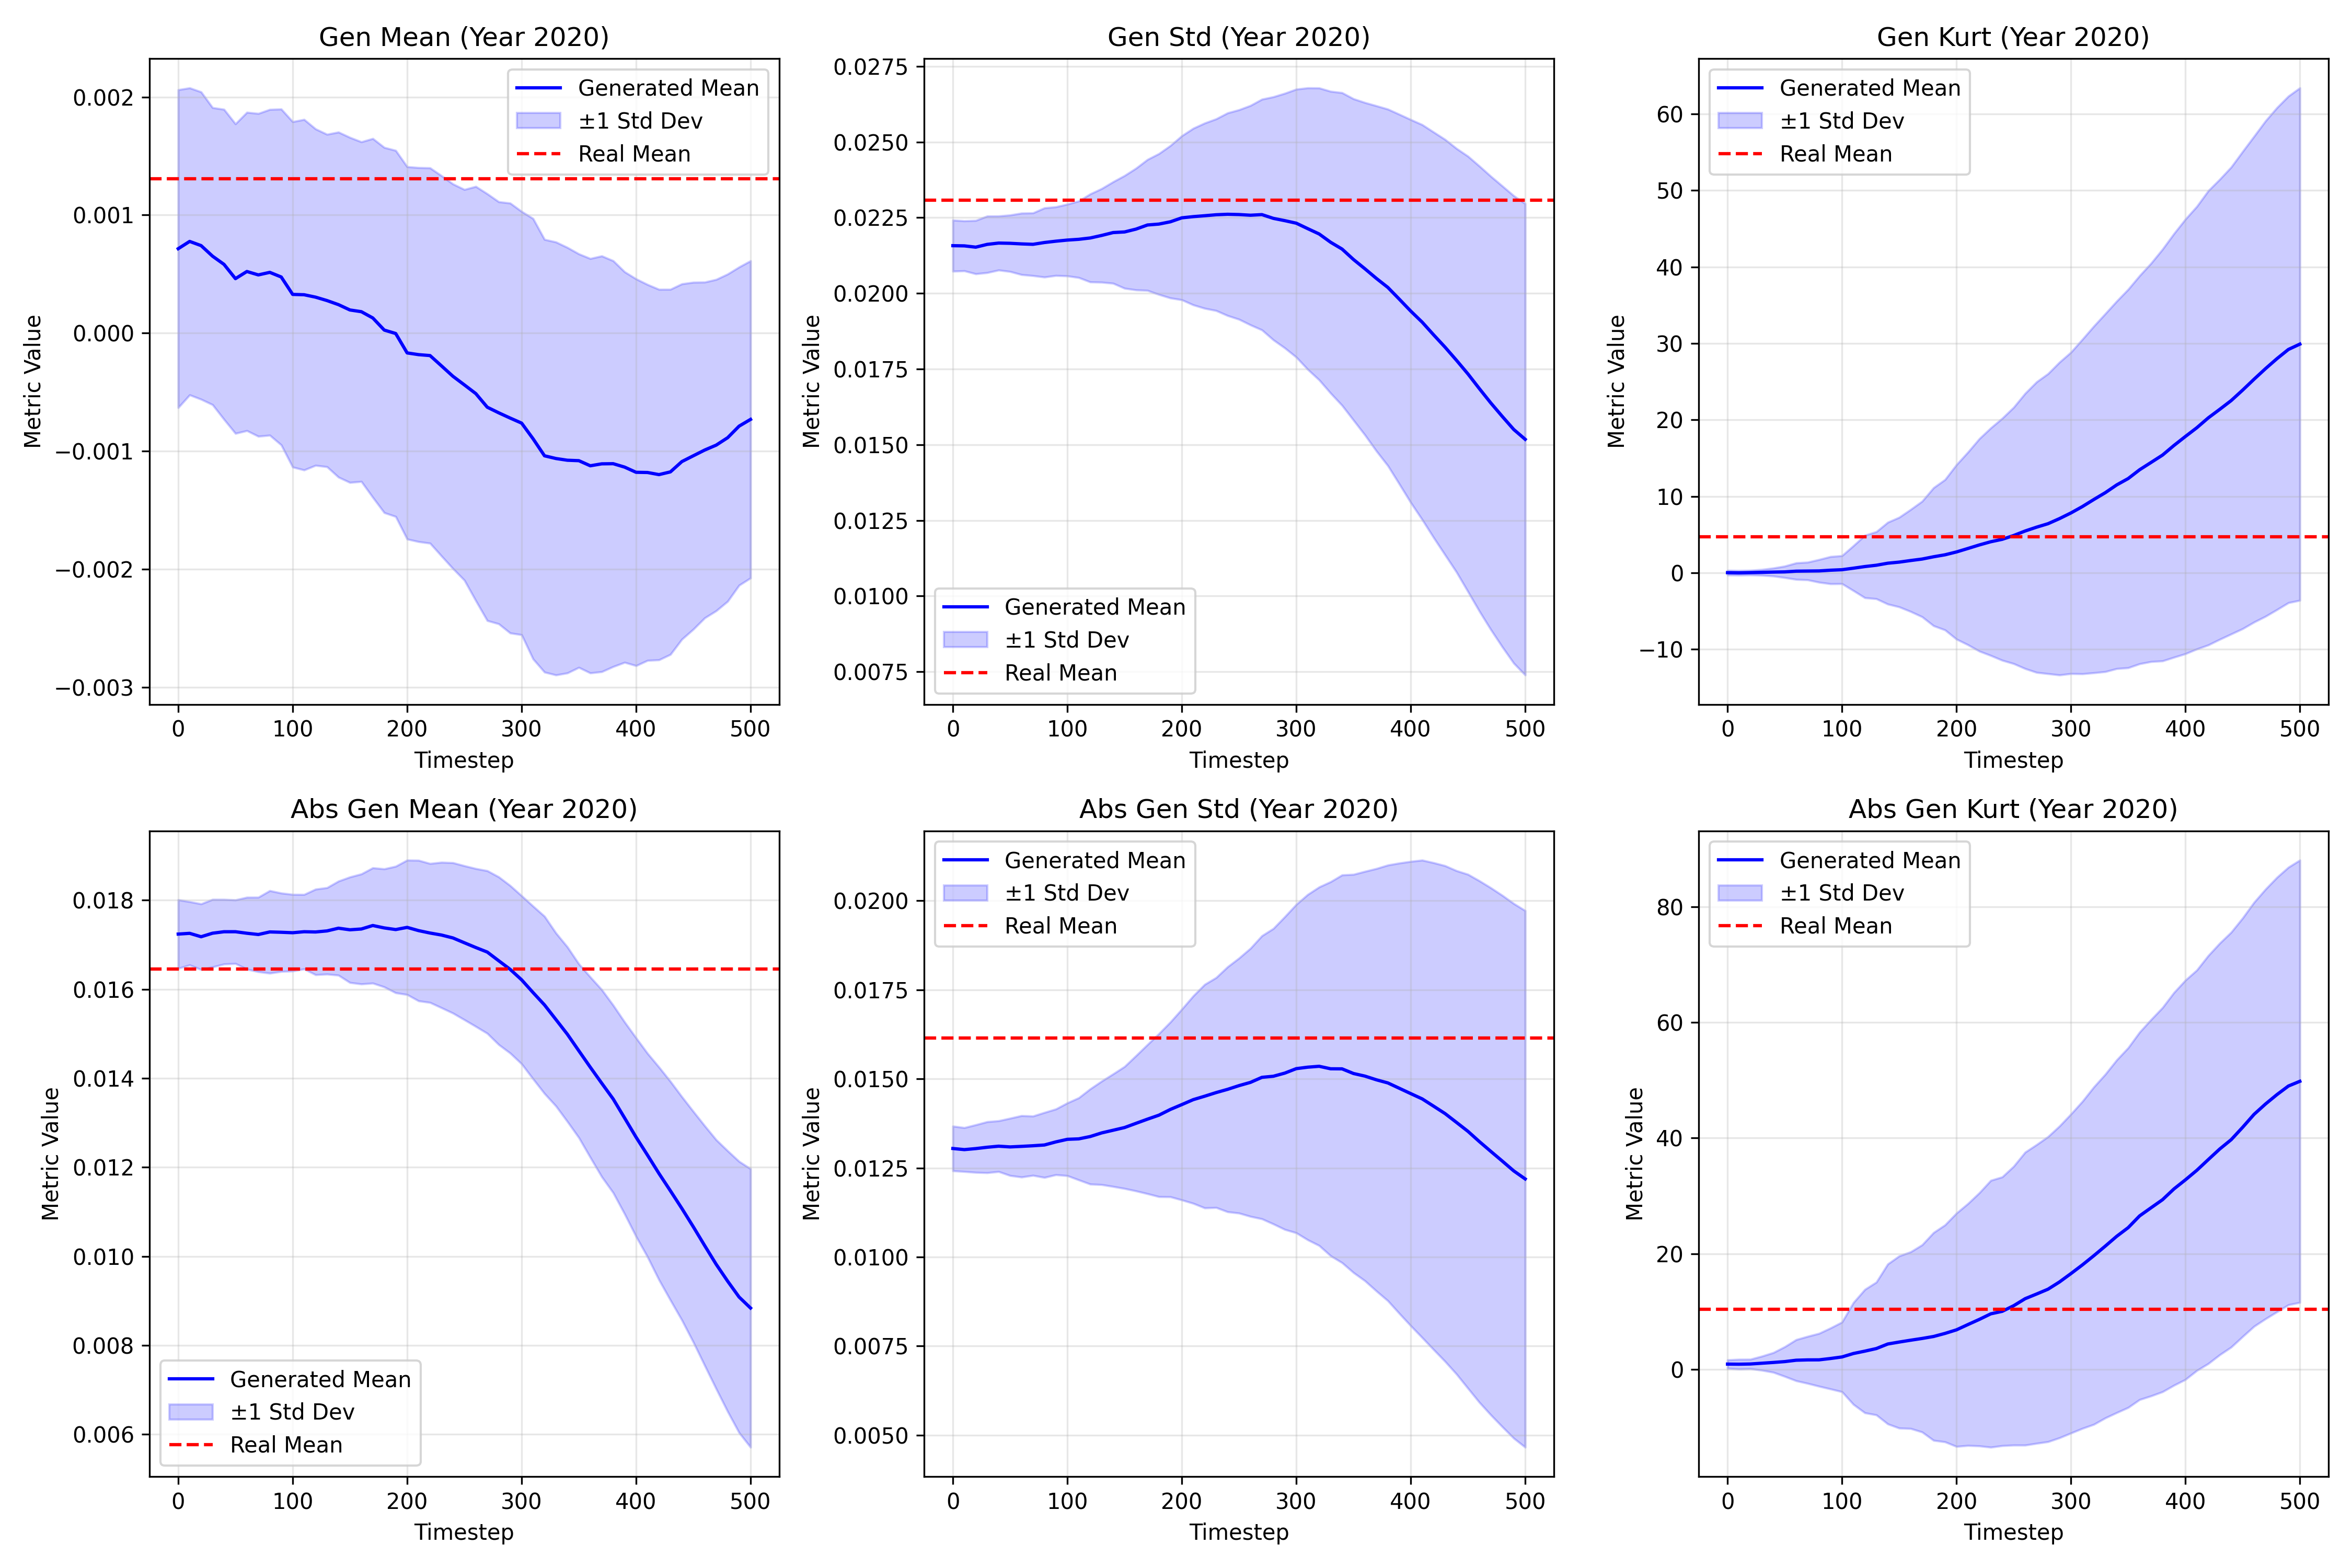 Gen Mean (Year 2020)
Metric Value
0.002
0.001
0.000
−0.001
−0.002
−0.003
Generated Mean
±1 Std Dev
Real Mean
0 100 200 300 400 500
Timestep
Gen Std (Year 2020)
Metric Value
0.0275
0.0250
0.0225
0.0200
0.0175
0.0150
0.0125
0.0100
0.0075
Generated Mean
±1 Std Dev
Real Mean
0 100 200 300 400 500
Timestep
Gen Kurt (Year 2020)
Metric Value
60
50
40
30
20
10
0
−10
Generated Mean
±1 Std Dev
Real Mean
0 100 200 300 400 500
Timestep
Abs Gen Mean (Year 2020)
Metric Value
0.018
0.016
0.014
0.012
0.010
0.008
0.006
Generated Mean
±1 Std Dev
Real Mean
0 100 200 300 400 500
Timestep
Abs Gen Std (Year 2020)
Metric Value
0.0200
0.0175
0.0150
0.0125
0.0100
0.0075
0.0050
Generated Mean
±1 Std Dev
Real Mean
0 100 200 300 400 500
Timestep
Abs Gen Kurt (Year 2020)
Metric Value
80
60
40
20
0
Generated Mean
±1 Std Dev
Real Mean
0 100 200 300 400 500
Timestep